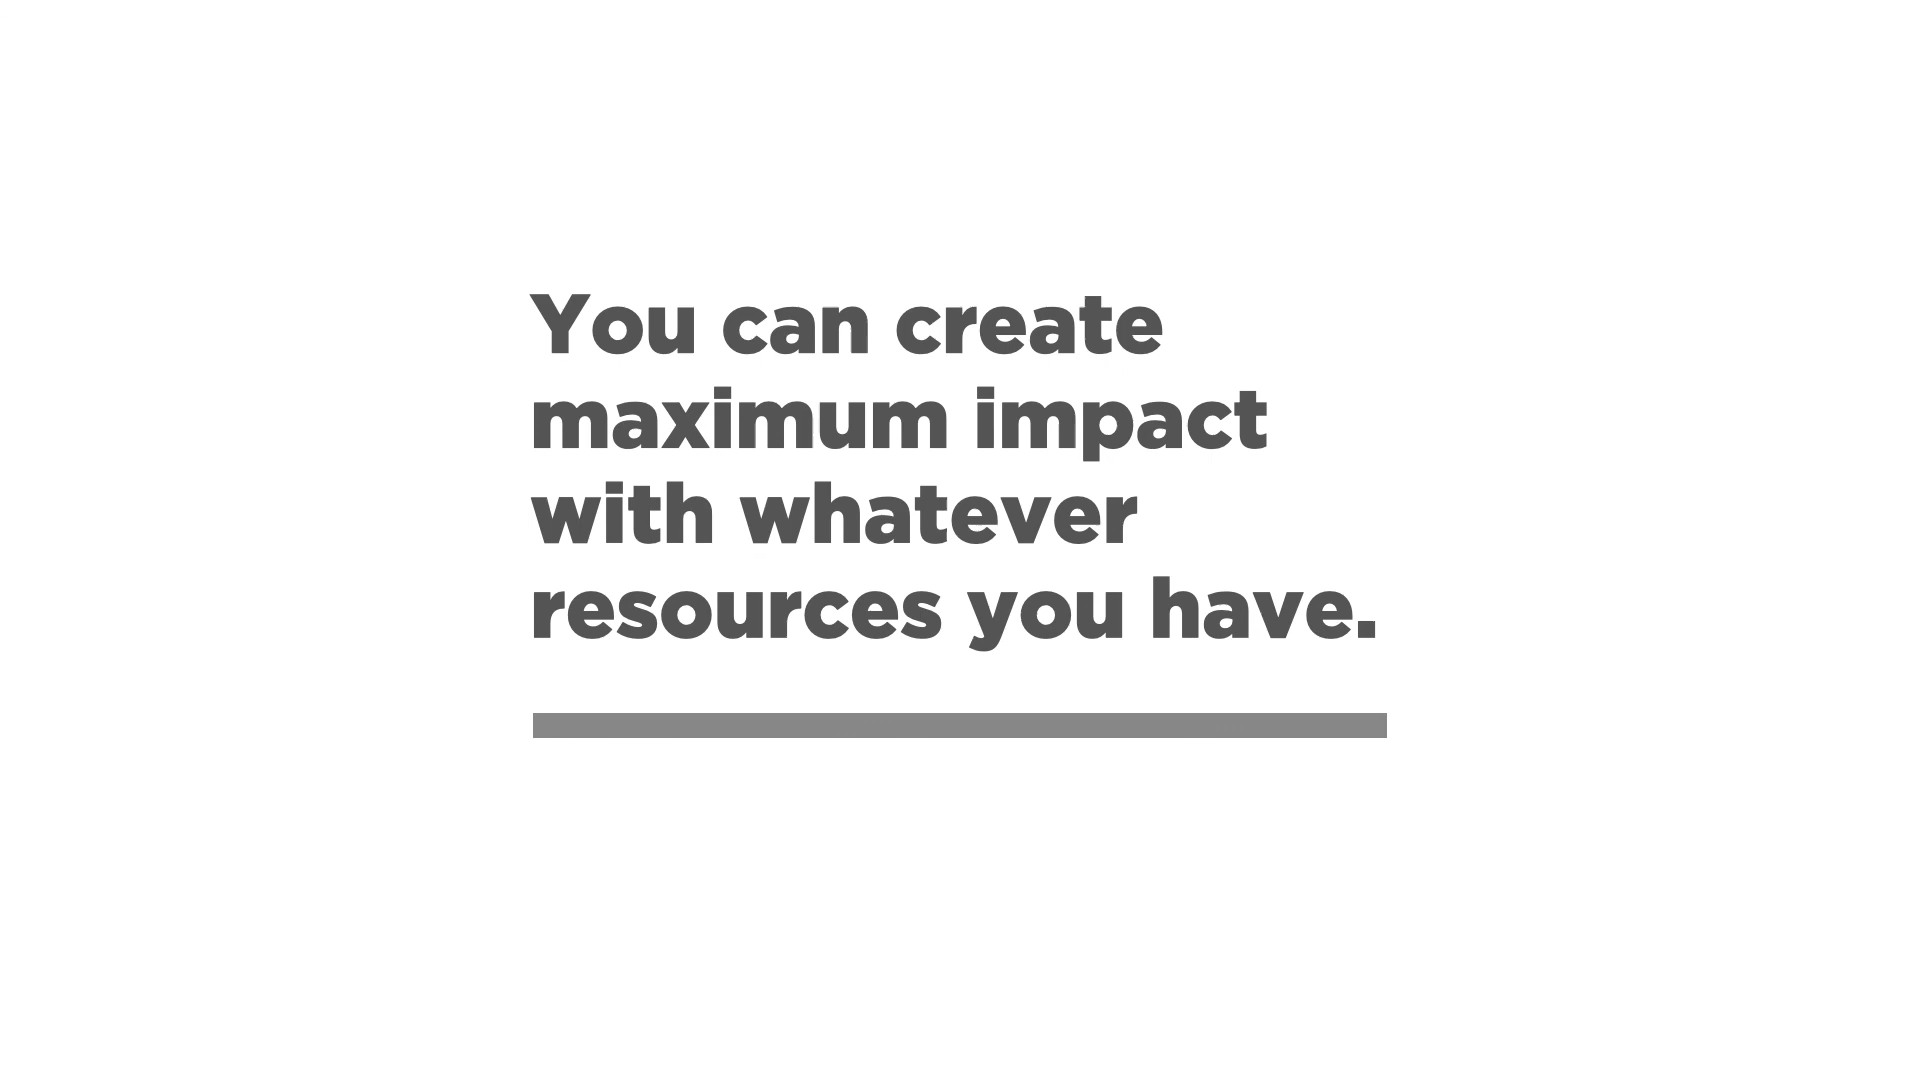 You can create
maximum impact
with whatever
resources you have.